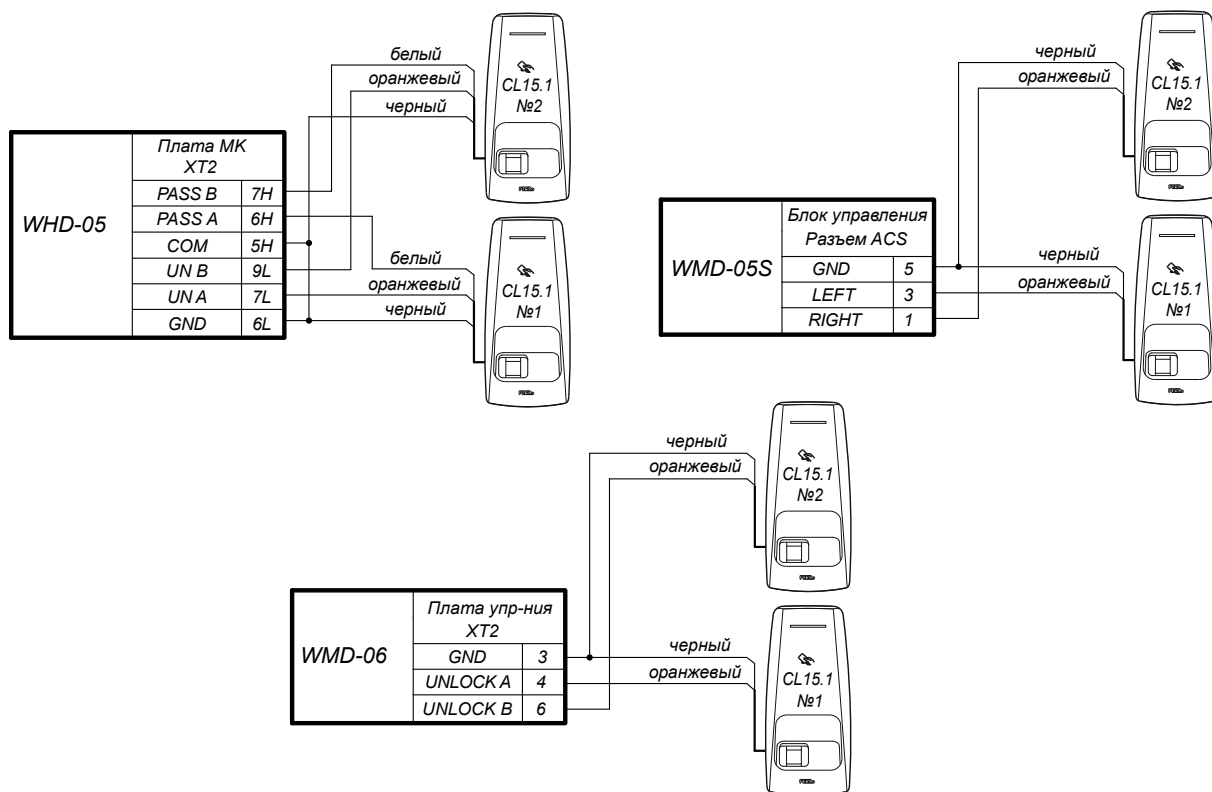 белый
оранжевый
черный
CL15.1
№2
WHD-05
Плата МК
XT2
PASS B 7H
PASS A 6H
COM 5H
UN B 9L
UN A 7L
GND 6L
белый
оранжевый
черный
CL15.1
№1
черный
оранжевый
CL15.1
№2
WMD-05S
Блок управления
Разъем ACS
GND 5
LEFT 3
RIGHT 1
черный
оранжевый
CL15.1
№1
черный
оранжевый
CL15.1
№2
WMD-06
Плата упр-ния
XT2
GND 3
UNLOCK A 4
UNLOCK B 6
черный
оранжевый
CL15.1
№1